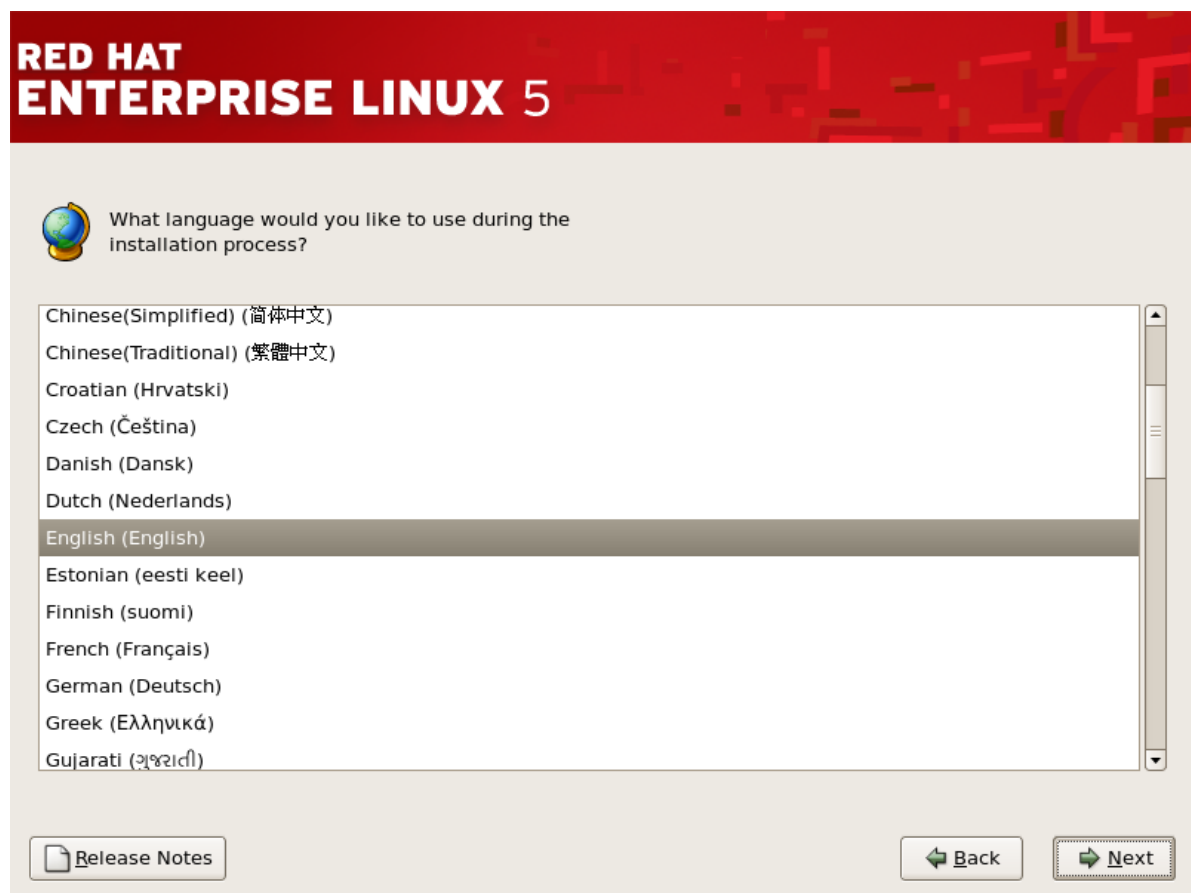 RED HAT
ENTERPRISE LINUX 5
What language would you like to use during the
installation process?
Chinese(Simplified) (简体中文)
Chinese(Traditional) (繁體中文)
Croatian (Hrvatski)
Czech (Čeština)
Danish (Dansk)
Dutch (Nederlands)
English (English)
Estonian (eesti keel)
Finnish (suomi)
French (Français)
German (Deutsch)
Greek (Ελληνικά)
Gujarati (ગુજરાતી)
Release Notes
Back
Next